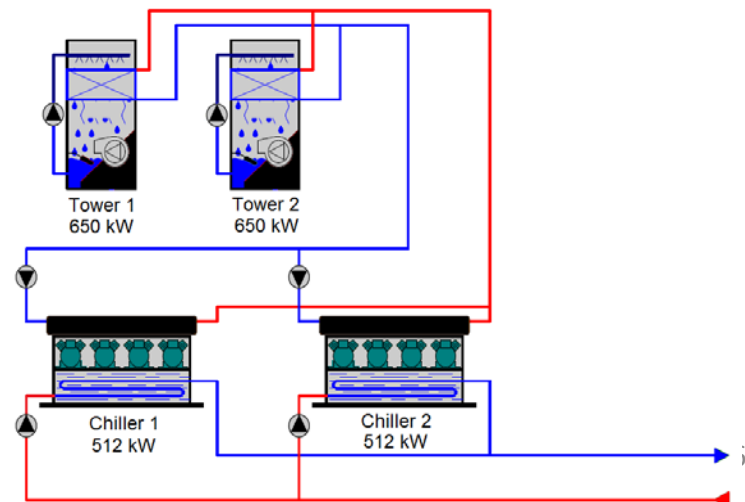 Tower 1
650 kW
Tower 2
650 kW
Chiller 1
512 kW
Chiller 2
512 kW